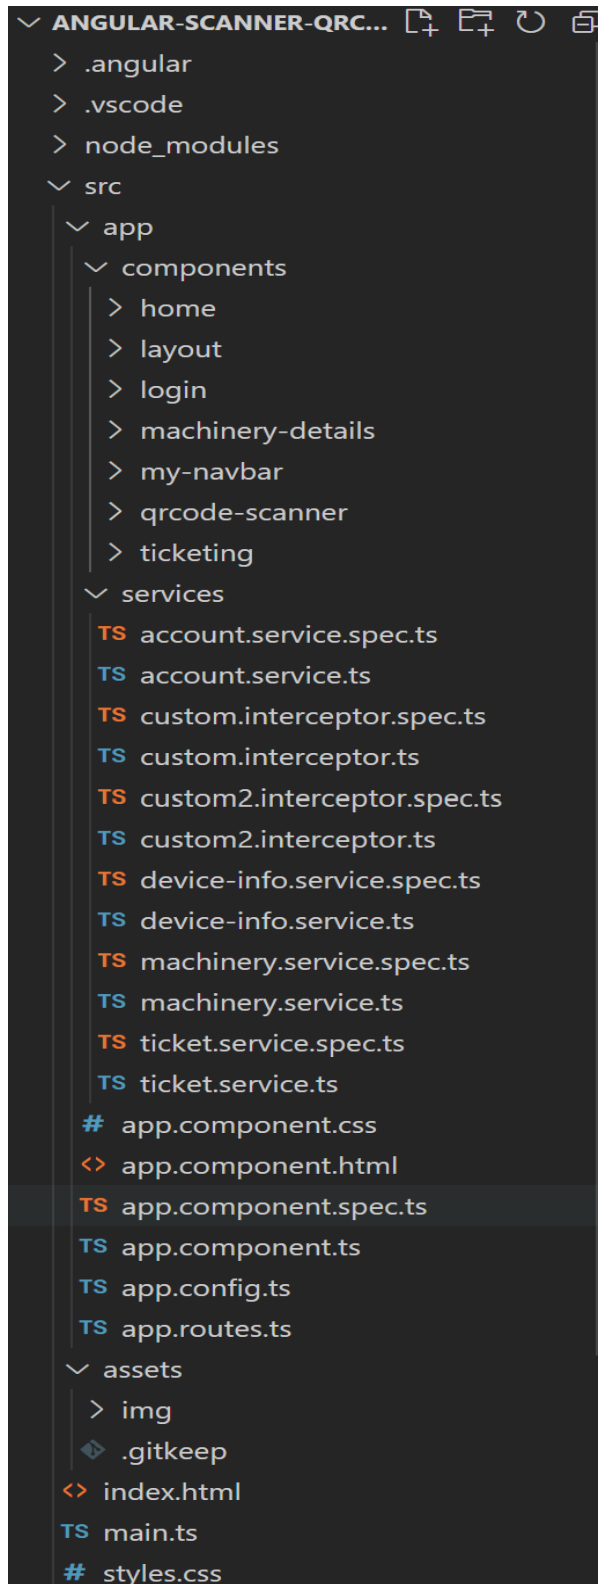 ANGULAR-SCANNER-QRC...
.angular
.vscode
node_modules
src
app
components
home
layout
login
machinery-details
my-navbar
qrcode-scanner
ticketing
services
TS account.service.spec.ts
TS account.service.ts
TS custom.interceptor.spec.ts
TS custom.interceptor.ts
TS custom2.interceptor.spec.ts
TS custom2.interceptor.ts
TS device-info.service.spec.ts
TS device-info.service.ts
TS machinery.service.spec.ts
TS machinery.service.ts
TS ticket.service.spec.ts
TS ticket.service.ts
# app.component.css
<> app.component.html
TS app.component.spec.ts
TS app.component.ts
TS app.config.ts
TS app.routes.ts
assets
img
.gitkeep
<> index.html
TS main.ts
# styles.css